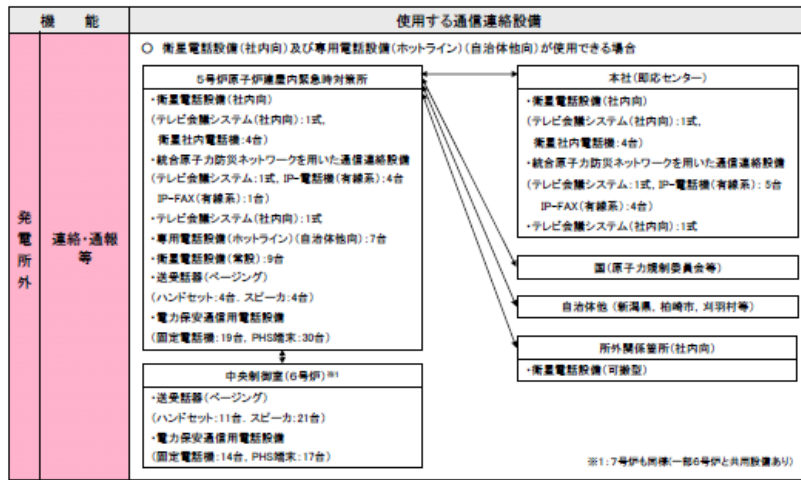 機　能
使用する通信連絡設備
発電所外
連絡・通報等
○ 衛星電話設備(社内向)及び専用電話設備(ホットライン)(自治体他向)が使用できる場合
5号炉原子炉建屋内緊急時対策所
・衛星電話設備(社内向)
(テレビ会議システム(社内向):1式,
衛星社内電話機:4台)
・統合原子力防災ネットワークを用いた通信連絡設備
(テレビ会議システム:1式, IP-電話機(有線系):4台
IP-FAX(有線系):1台)
・テレビ会議システム(社内向):1式
・専用電話設備(ホットライン)(自治体他向):7台
・衛星電話設備(常設):9台
・送受話器(ページング)
(ハンドセット:4台, スピーカ:4台)
・電力保安通信用電話設備
(固定電話機:19台, PHS端末:30台)
中央制御室(6号炉)※1
・送受話器(ページング)
(ハンドセット:11台, スピーカ:21台)
・電力保安通信用電話設備
(固定電話機:14台, PHS端末:17台)
本社(即応センター)
・衛星電話設備(社内向)
(テレビ会議システム(社内向):1式,
衛星社内電話機:4台)
・統合原子力防災ネットワークを用いた通信連絡設備
(テレビ会議システム:1式, IP-電話機(有線系):5台
IP-FAX(有線系):4台)
・テレビ会議システム(社内向):1式
国(原子力規制委員会等)
自治体他 (新潟県, 柏崎市, 刈羽村等)
所外関係箇所(社内向)
・衛星電話設備(可搬型)
※1:7号炉も同様(一部6号炉と共用設備あり)